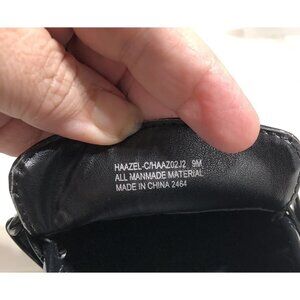 HAAZEL-C/HAAZ02J2 9M
ALL MANMADE MATERIAL
MADE IN CHINA 2464